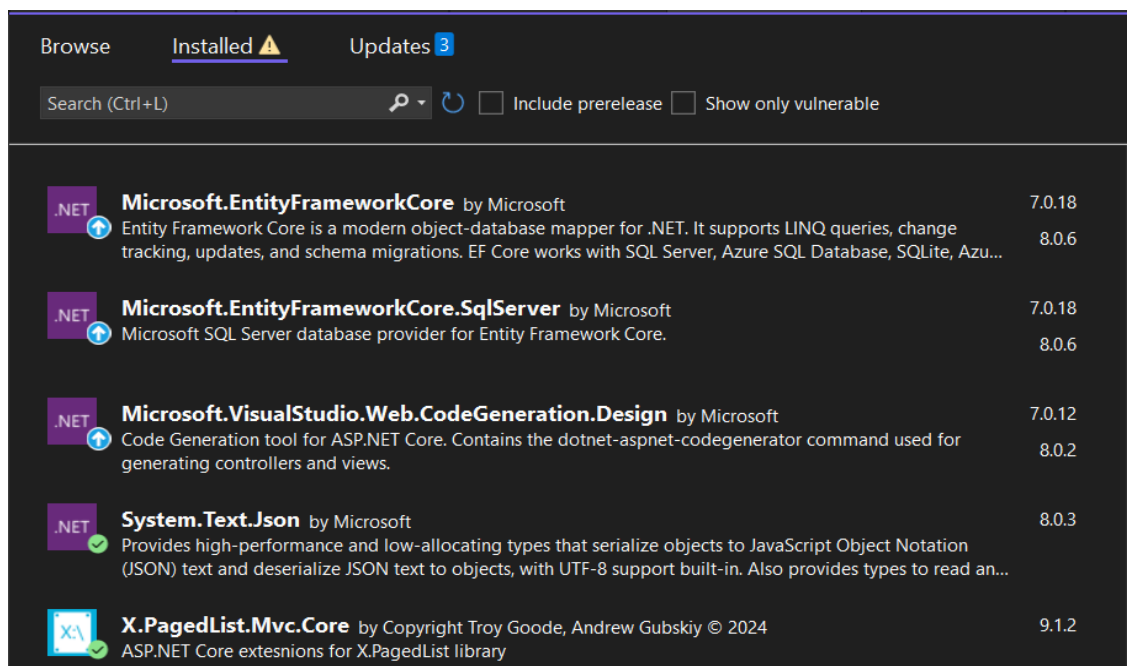 Browse Installed Updates 3
Search (Ctrl+L) Include prerelease Show only vulnerable
.NET Microsoft.EntityFrameworkCore by Microsoft 7.0.18
Entity Framework Core is a modern object-database mapper for .NET. It supports LINQ queries, change
8.0.6
tracking, updates, and schema migrations. EF Core works with SQL Server, Azure SQL Database, SQLite, Azu...
.NET Microsoft.EntityFrameworkCore.SqlServer by Microsoft 7.0.18
Microsoft SQL Server database provider for Entity Framework Core.
8.0.6
.NET Microsoft.VisualStudio.Web.CodeGeneration.Design by Microsoft 7.0.12
Code Generation tool for ASP.NET Core. Contains the dotnet-aspnet-codegenerator command used for
8.0.2
generating controllers and views.
.NET System.Text.Json by Microsoft 8.0.3
Provides high-performance and low-allocating types that serialize objects to JavaScript Object Notation
(JSON) text and deserialize JSON text to objects, with UTF-8 support built-in. Also provides types to read an...
X:\ X.PagedList.Mvc.Core by Copyright Troy Goode, Andrew Gubskiy © 2024 9.1.2
ASP.NET Core extesnions for X.PagedList library